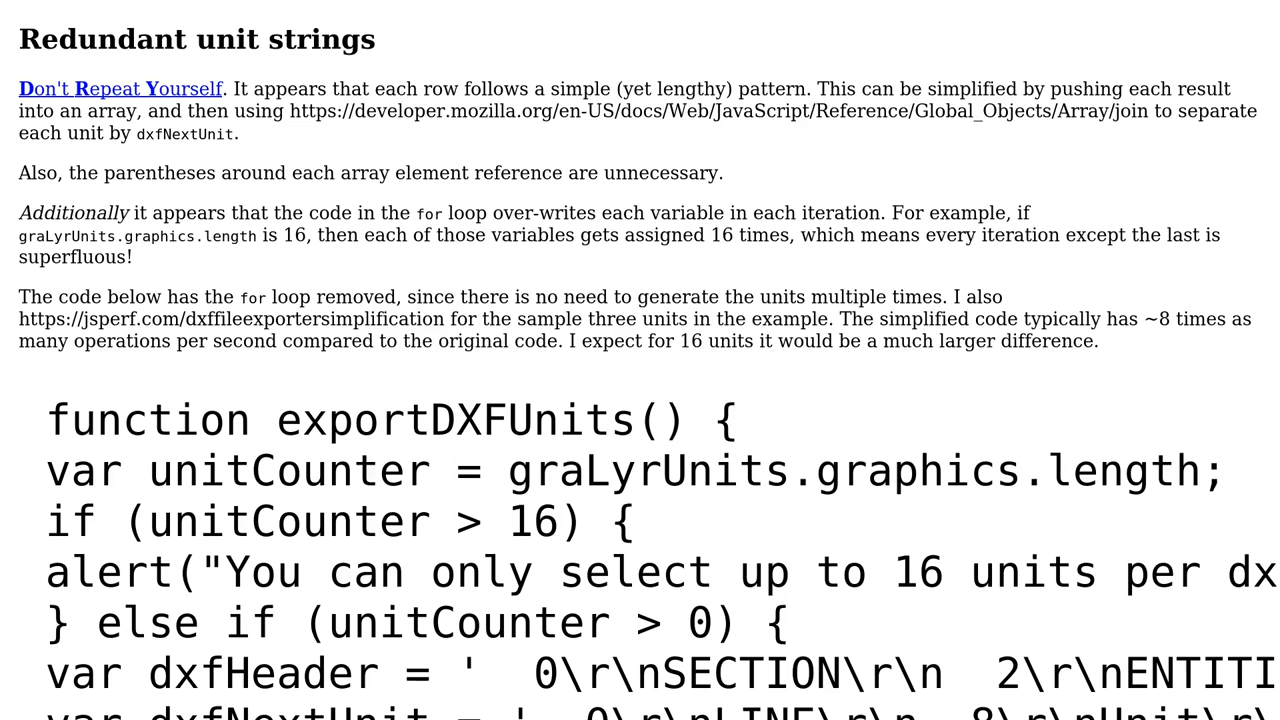 Redundant unit strings
Don't Repeat Yourself. It appears that each row follows a simple (yet lengthy) pattern. This can be simplified by pushing each result
into an array, and then using https://developer.mozilla.org/en-US/docs/Web/JavaScript/Reference/Global_Objects/Array/join to separate
each unit by dxfNextUnit.
Also, the parentheses around each array element reference are unnecessary.
Additionally it appears that the code in the for loop over-writes each variable in each iteration. For example, if
graLyrUnits.graphics.length is 16, then each of those variables gets assigned 16 times, which means every iteration except the last is
superfluous!
The code below has the for loop removed, since there is no need to generate the units multiple times. I also
https://jsperf.com/dxffileexportersimplification for the sample three units in the example. The simplified code typically has ~8 times as
many operations per second compared to the original code. I expect for 16 units it would be a much larger difference.
function exportDXFUnits() {
var unitCounter = graLyrUnits.graphics.length;
if (unitCounter > 16) {
alert("You can only select up to 16 units per dx
} else if (unitCounter > 0) {
var dxfHeader = '  0\r\nSECTION\r\n  2\r\nENTITI
var dxfNextUnit = '  0\r\nLINE\r\n  8\r\nUnit\r\